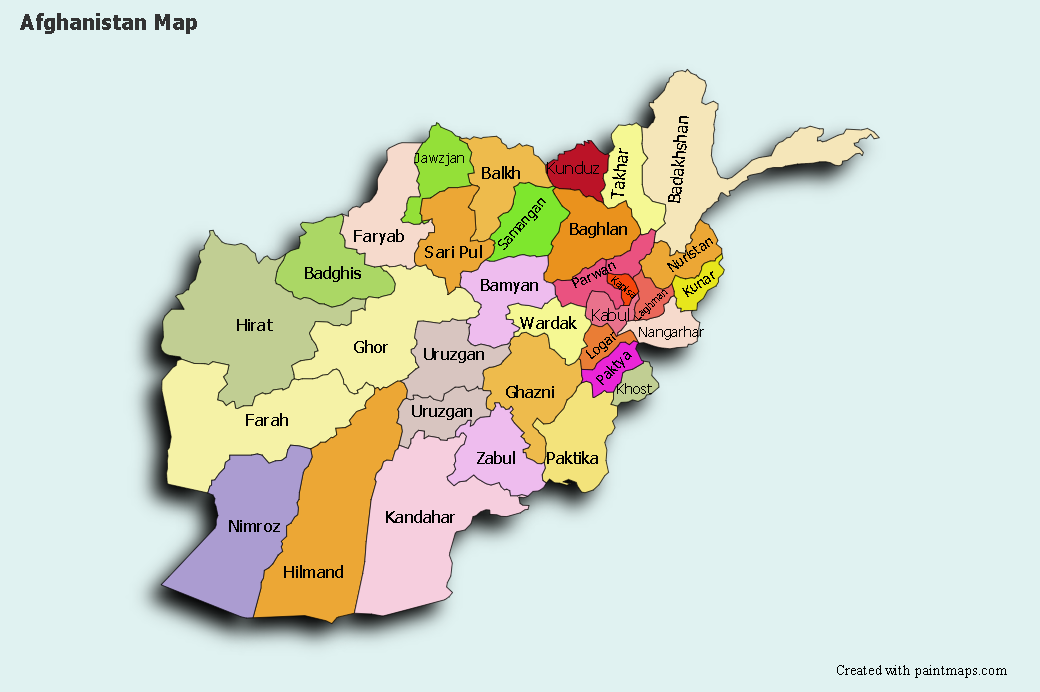 Afghanistan Map
Jawzjan
Balkh
Kunduz
Takhar
Badakhshan
Faryab
Sari Pul
Samangan
Baghlan
Badghis
Bamyan
Parwan
Kapisa
Nuristan
Kunar
Laghman
Hirat
Ghor
Uruzgan
Wardak
Kabul
Nangarhar
Logar
Paktya
Khost
Farah
Uruzgan
Ghazni
Zabul
Paktika
Nimroz
Hilmand
Kandahar
Created with paintmaps.com